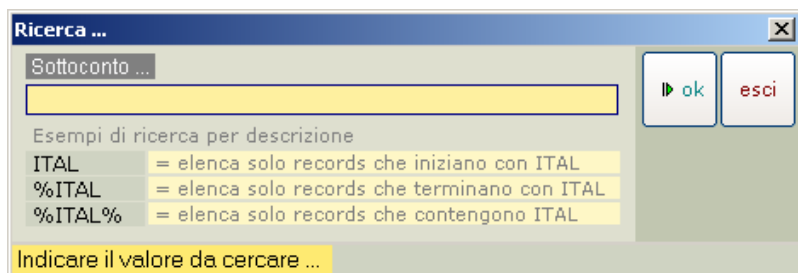 Ricerca ...
Sottoconto ...
ok
esci
Esempi di ricerca per descrizione
ITAL = elenca solo records che iniziano con ITAL
%ITAL = elenca solo records che terminano con ITAL
%ITAL% = elenca solo records che contengono ITAL
Indicare il valore da cercare ...